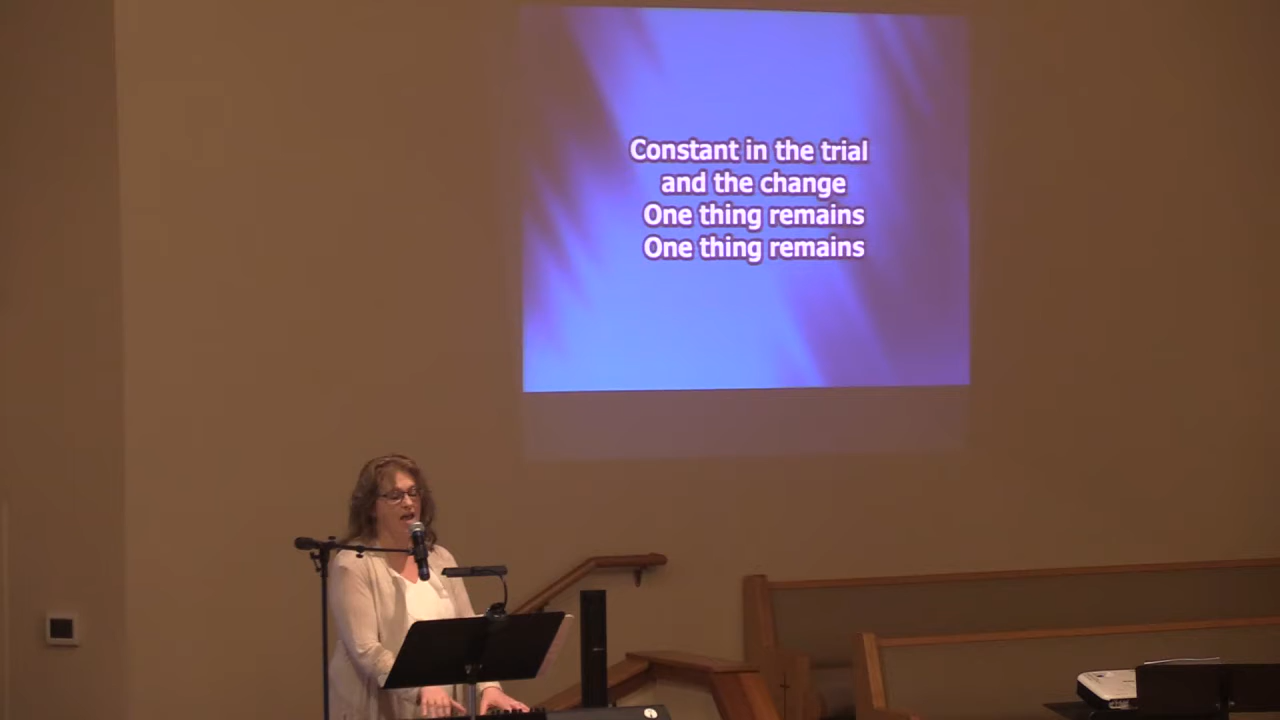 Constant in the trial
and the change
One thing remains
One thing remains